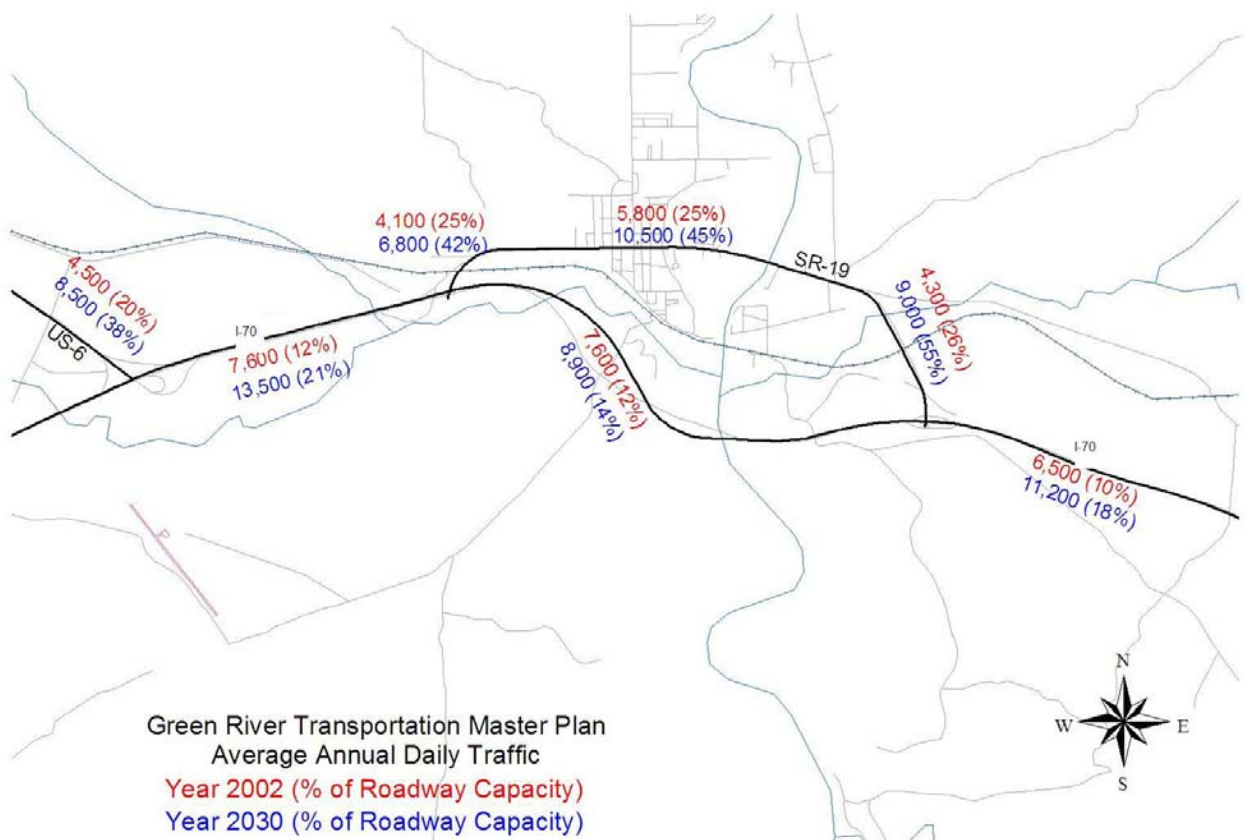 4,100 (25%)
6,800 (42%)
5,800 (25%)
10,500 (45%)
SR-19
4,500 (20%)
8,500 (38%)
US-6
I-70
7,600 (12%)
13,500 (21%)
7,600 (12%)
8,900 (14%)
4,300 (26%)
9,000 (55%)
I-70
6,500 (10%)
11,200 (18%)
P
N
W
E
S
Green River Transportation Master Plan
Average Annual Daily Traffic
Year 2002 (% of Roadway Capacity)
Year 2030 (% of Roadway Capacity)